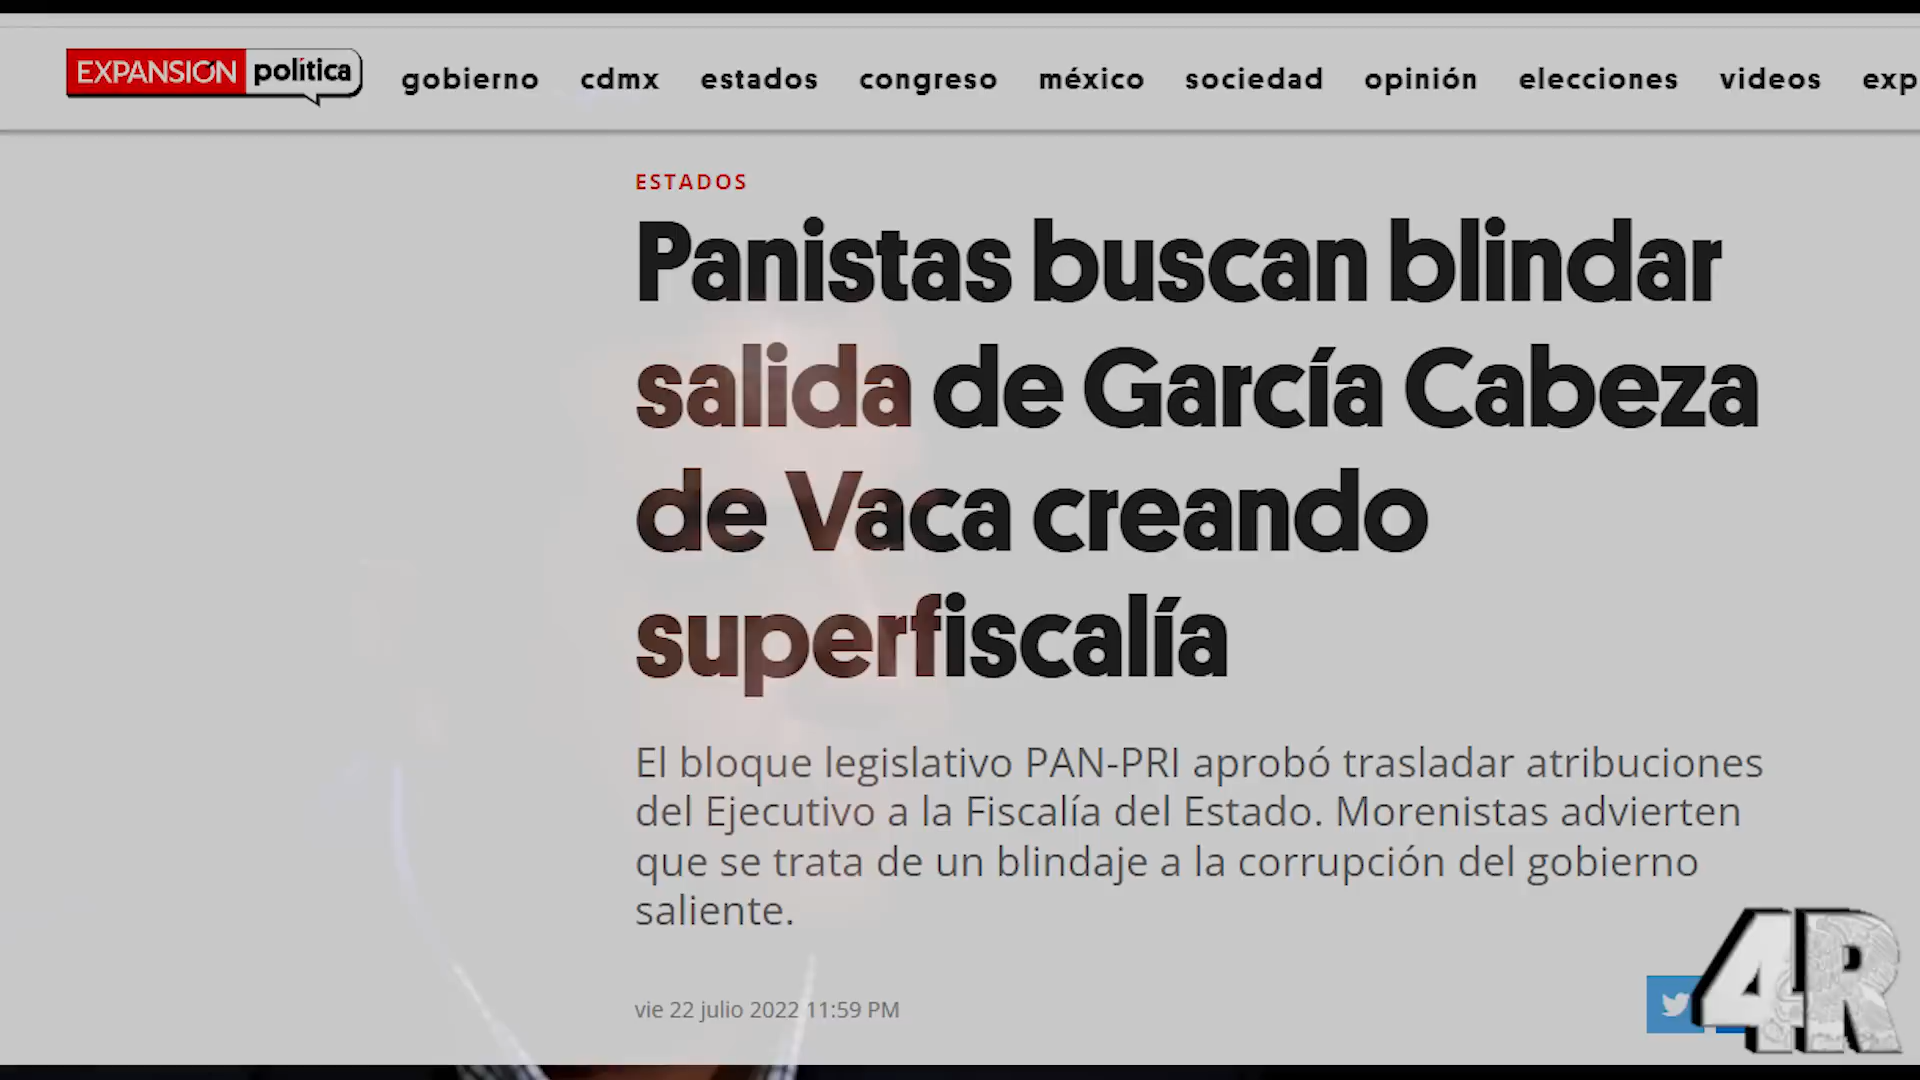 EXPANSIÓN política gobierno cdmx estados congreso méxico sociedad opinión elecciones videos exp
ESTADOS
Panistas buscan blindar
salida de García Cabeza
de Vaca creando
superfiscalía
El bloque legislativo PAN-PRI aprobó trasladar atribuciones
del Ejecutivo a la Fiscalía del Estado. Morenistas advierten
que se trata de un blindaje a la corrupción del gobierno
saliente.
vie 22 julio 2022 11:59 PM
4R